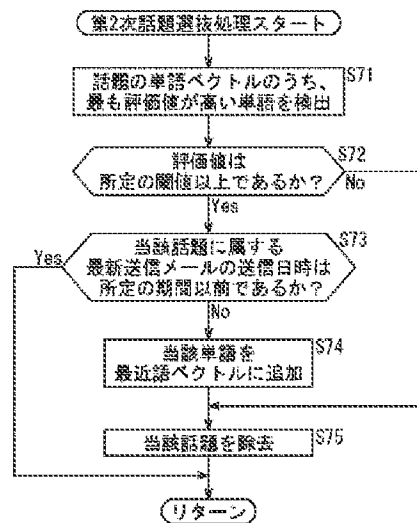 第2次話題選抜処理スタート
話題の単語ベクトルのうち、
最も評価値が高い単語を検出
S71
評価値は
所定の閾値以上であるか？
S72
No
Yes
当該話題に属する
最新送信メールの送信日時は
所定の期間以前であるか？
S73
Yes
No
当該単語を
最近語ベクトルに追加
S74
当該話題を除去
S75
リターン